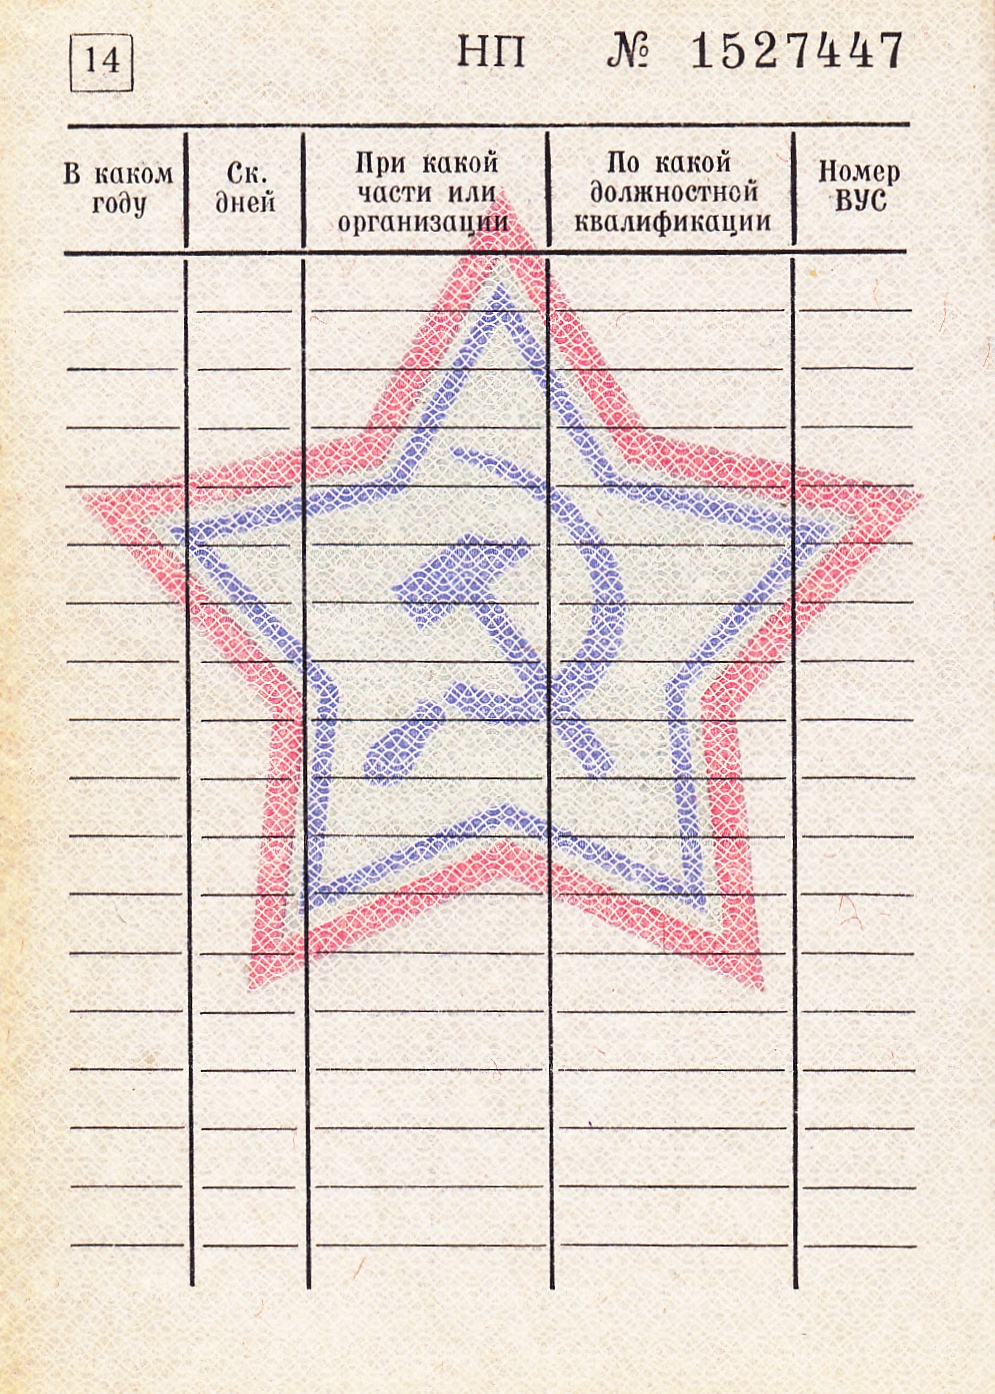 14
НП № 1527447
В каком
году
Ск.
дней
При какой
части или
организации
По какой
должностной
квалификации
Номер
ВУС